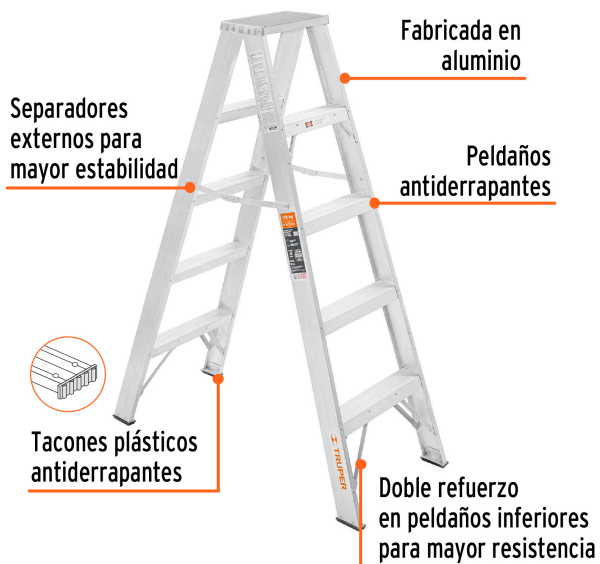 Fabricada en
aluminio
Separadores
externos para
mayor estabilidad
Peldaños
antiderrapantes
Tacones plásticos
antiderrapantes
TRUPER
Doble refuerzo
en peldaños inferiores
para mayor resistencia